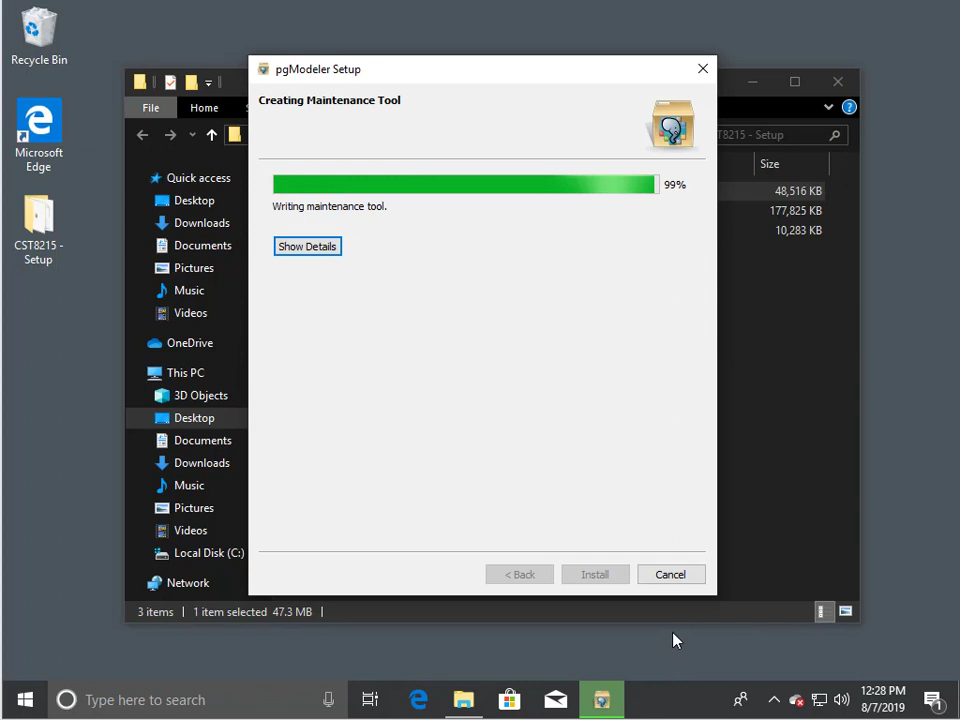 Recycle Bin
Microsoft
Edge
CST8215 -
Setup
pgModeler Setup
Creating Maintenance Tool
99%
Writing maintenance tool.
Show Details
< Back
Install
Cancel
File
Home
T8215 - Setup
Size
48,516 KB
177,825 KB
10,283 KB
Quick access
Desktop
Downloads
Documents
Pictures
Music
Videos
OneDrive
This PC
3D Objects
Desktop
Documents
Downloads
Music
Pictures
Videos
Local Disk (C:)
Network
3 items
1 item selected 47.3 MB
Type here to search
12:28 PM
8/7/2019
1